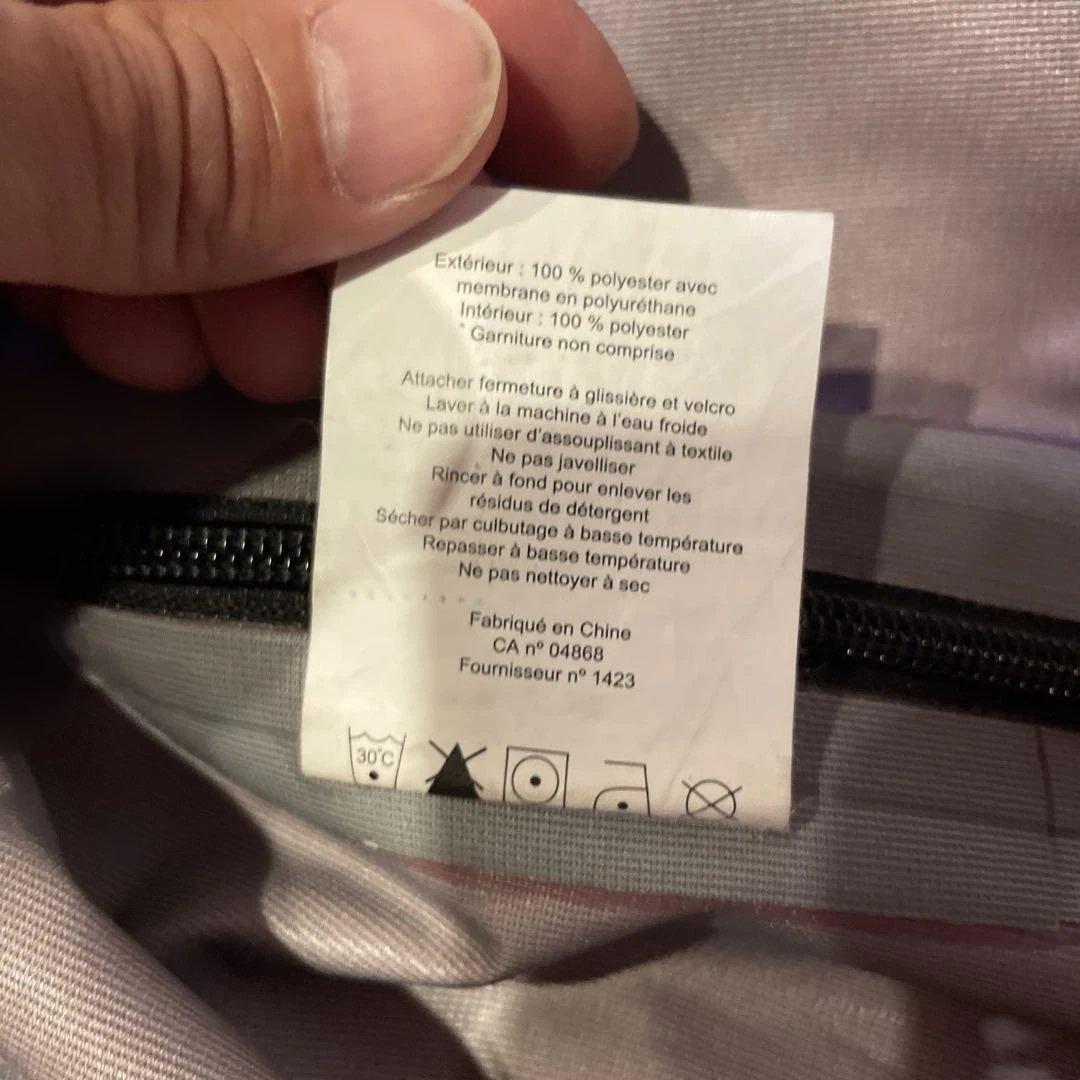 Extérieur : 100 % polyester avec
membrane en polyuréthane
Intérieur : 100 % polyester
* Garniture non comprise
Attacher fermeture à glissière et velcro
Laver à la machine à l'eau froide
Ne pas utiliser d'assouplissant à textile
Ne pas javelliser
Rincer à fond pour enlever les
résidus de détergent
Sécher par culbutage à basse température
Repasser à basse température
Ne pas nettoyer à sec
Fabriqué en Chine
CA nº 04868
Fournisseur nº 1423
30°C